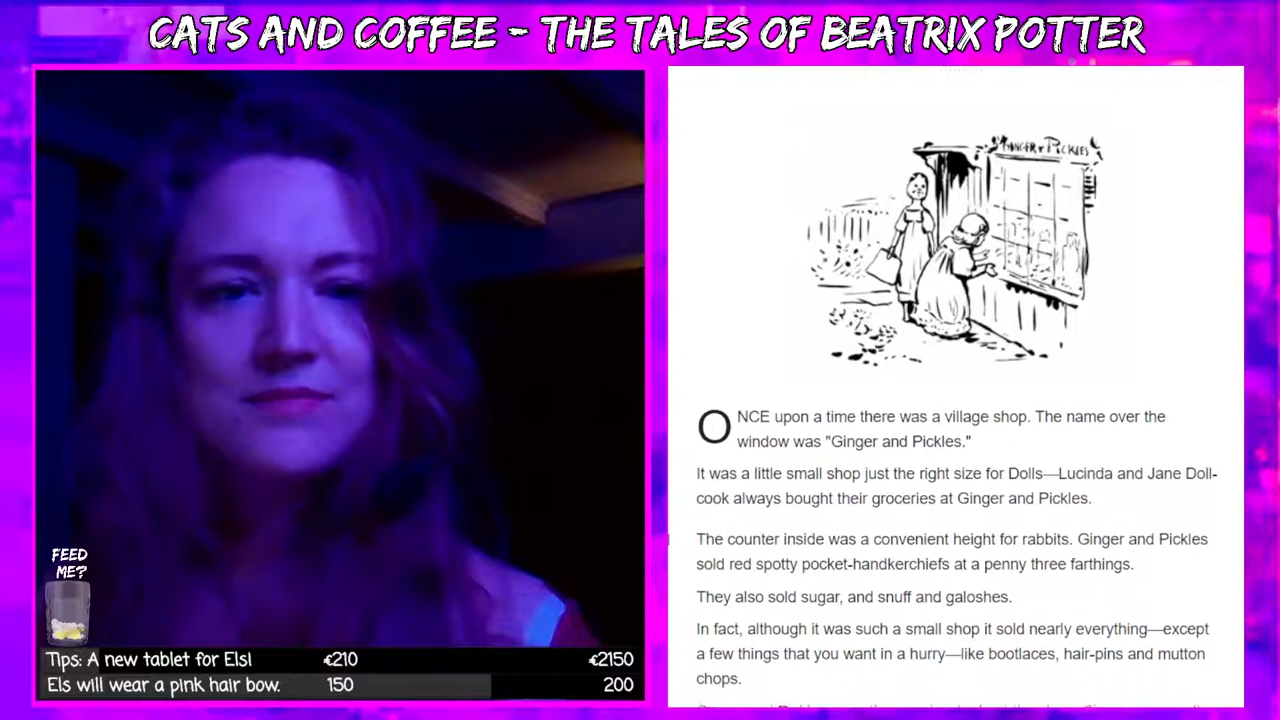 CATS AND COFFEE - THE TALES OF BEATRIX POTTER
GINGER & PICKLES
ONCE upon a time there was a village shop. The name over the
window was "Ginger and Pickles."
It was a little small shop just the right size for Dolls—Lucinda and Jane Doll-
cook always bought their groceries at Ginger and Pickles.
The counter inside was a convenient height for rabbits. Ginger and Pickles
sold red spotty pocket-handkerchiefs at a penny three farthings.
They also sold sugar, and snuff and galoshes.
In fact, although it was such a small shop it sold nearly everything—except
a few things that you want in a hurry—like bootlaces, hair-pins and mutton
chops.
FEED
ME?
Tips: A new tablet for Els! €210 €2150
Els will wear a pink hair bow. 150 200